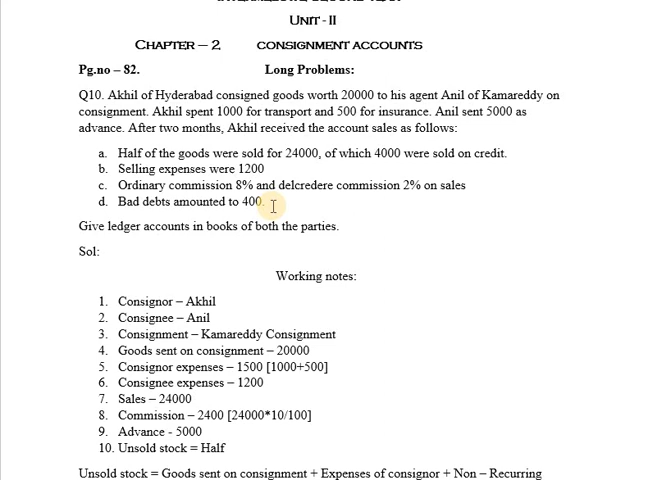 UNIT - II
CHAPTER – 2 CONSIGNMENT ACCOUNTS
Pg.no – 82. Long Problems:
Q10. Akhil of Hyderabad consigned goods worth 20000 to his agent Anil of Kamareddy on
consignment. Akhil spent 1000 for transport and 500 for insurance. Anil sent 5000 as
advance. After two months, Akhil received the account sales as follows:
a. Half of the goods were sold for 24000, of which 4000 were sold on credit.
b. Selling expenses were 1200
c. Ordinary commission 8% and delcredere commission 2% on sales
d. Bad debts amounted to 400.
Give ledger accounts in books of both the parties.
Sol:
Working notes:
1. Consignor – Akhil
2. Consignee – Anil
3. Consignment – Kamareddy Consignment
4. Goods sent on consignment – 20000
5. Consignor expenses – 1500 [1000+500]
6. Consignee expenses – 1200
7. Sales – 24000
8. Commission – 2400 [24000*10/100]
9. Advance - 5000
10. Unsold stock = Half
Unsold stock = Goods sent on consignment + Expenses of consignor + Non – Recurring